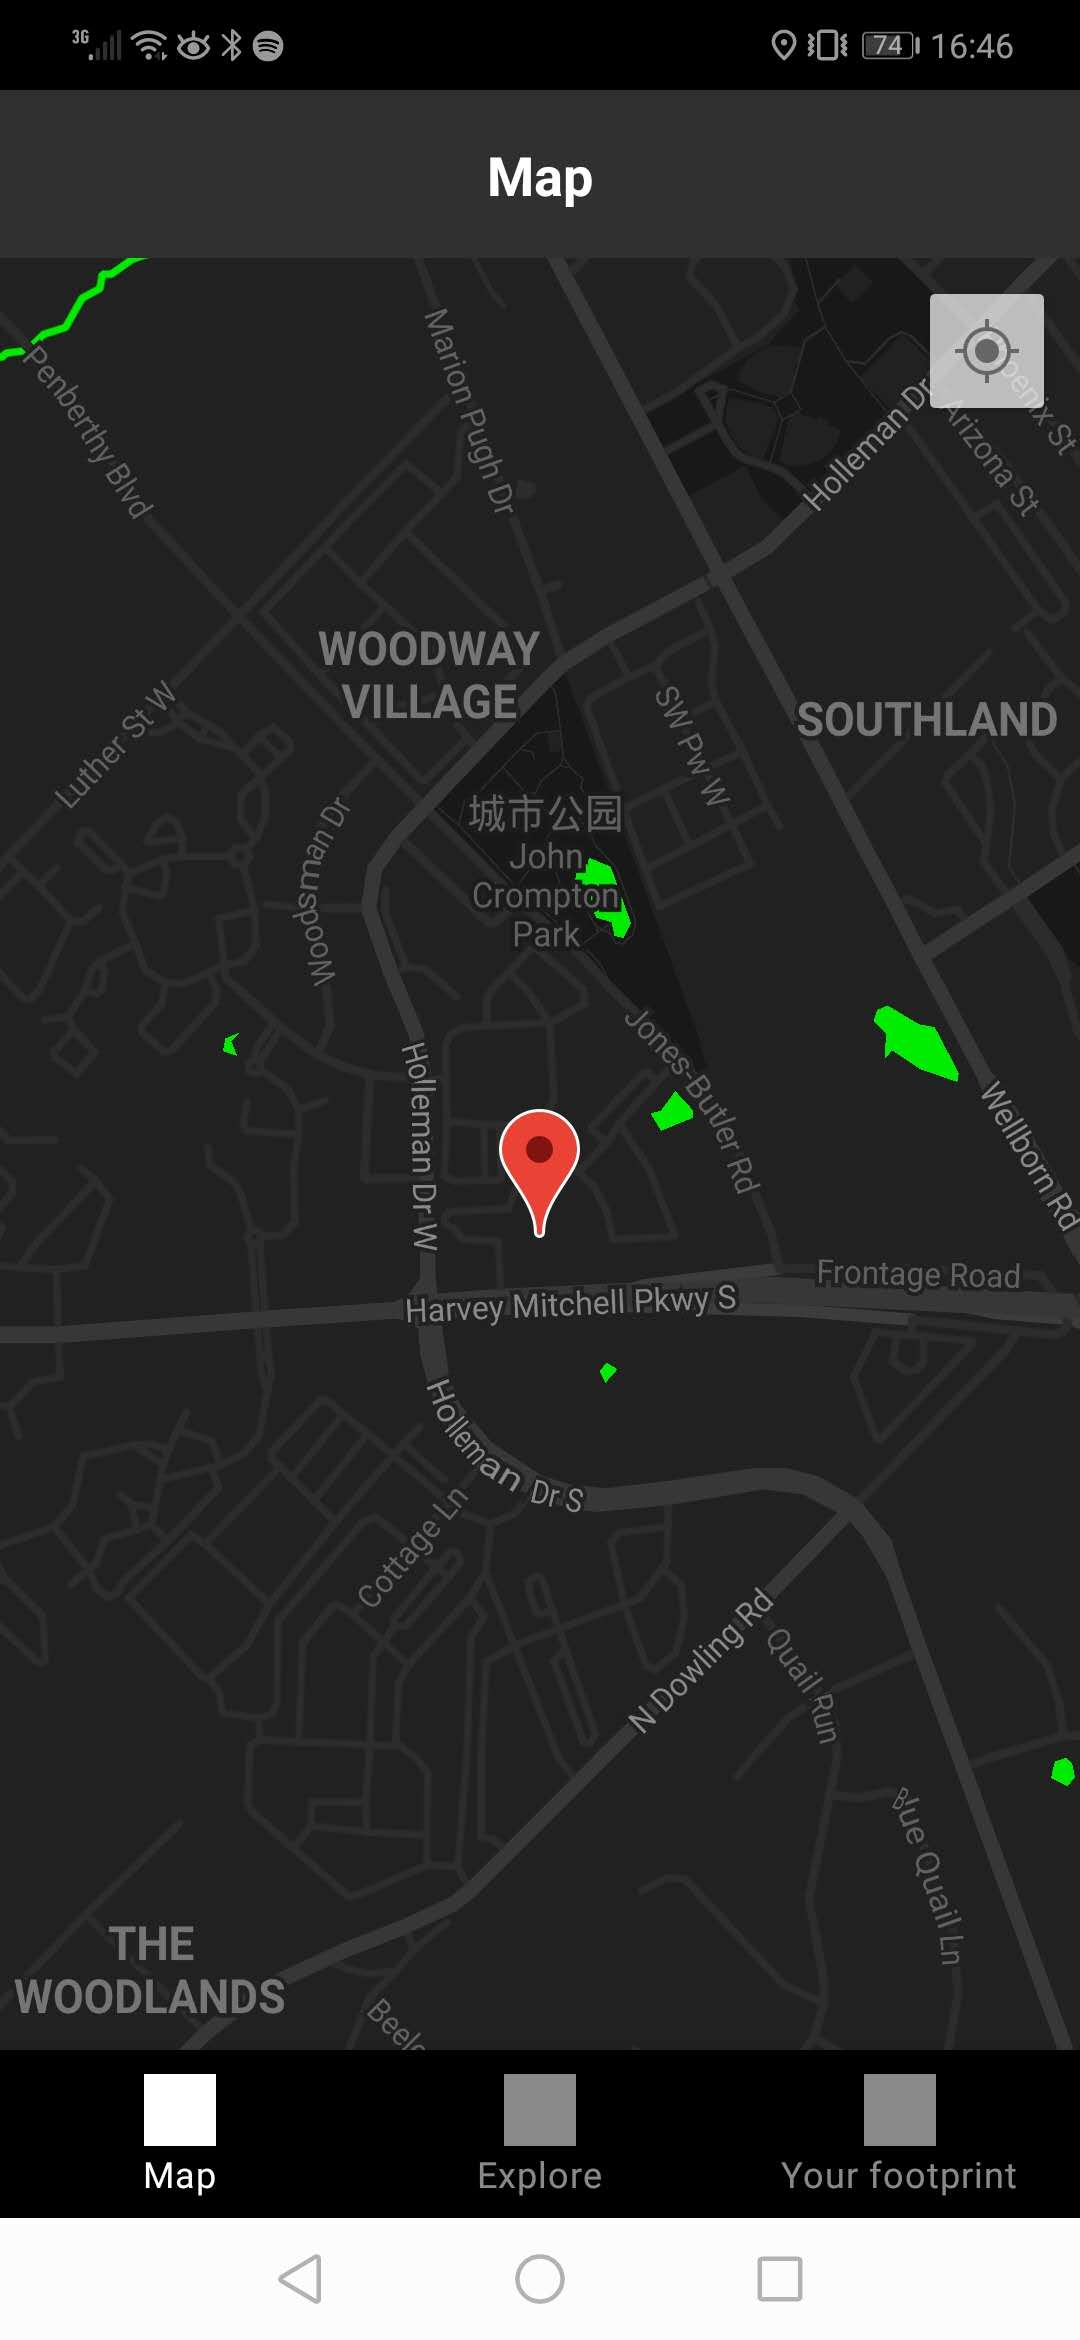 3G
74
16:46
Map
Penberthy Blvd
Marion Pugh Dr
Holleman Dr
Arizona St
WOODWAY
VILLAGE
SW Pw W
SOUTHLAND
Luther St W
Woodsman Dr
城市公园
John
Crompton
Park
Jones-Butler Rd
Holleman Dr W
Wellborn Rd
Frontage Road
Harvey Mitchell Pkwy S
Holleman Dr S
Cottage Ln
N Dowling Rd
Quail Run
Blue Quail Ln
THE
WOODLANDS
Map
Explore
Your footprint